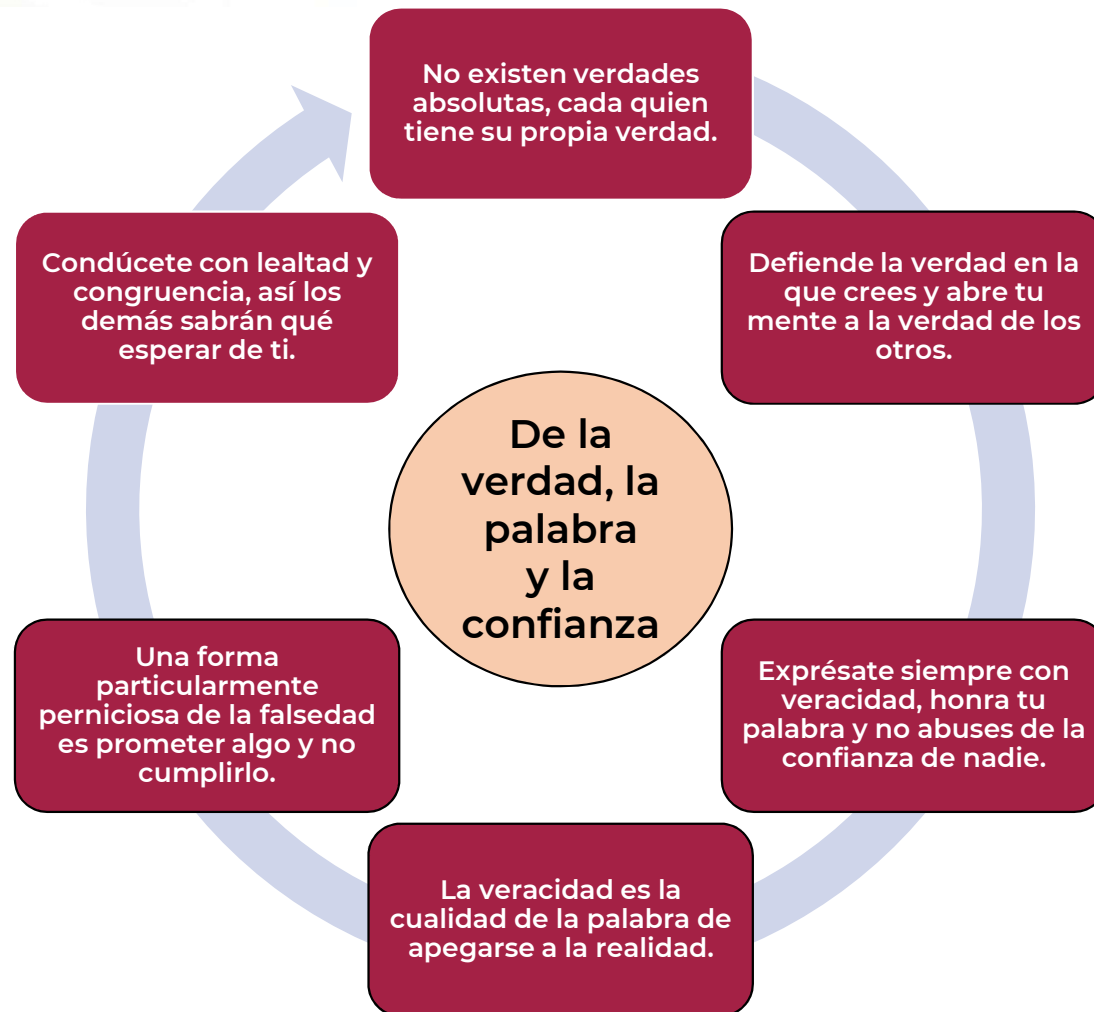 No existen verdades
absolutas, cada quien
tiene su propia verdad.
Defiende la verdad en la
que crees y abre tu
mente a la verdad de los
otros.
Exprésate siempre con
veracidad, honra tu
palabra y no abuses de la
confianza de nadie.
La veracidad es la
cualidad de la palabra de
apegarse a la realidad.
Una forma
particularmente
perniciosa de la falsedad
es prometer algo y no
cumplirlo.
Condúcete con lealtad y
congruencia, así los
demás sabrán qué
esperar de ti.
De la
verdad, la
palabra
y la
confianza